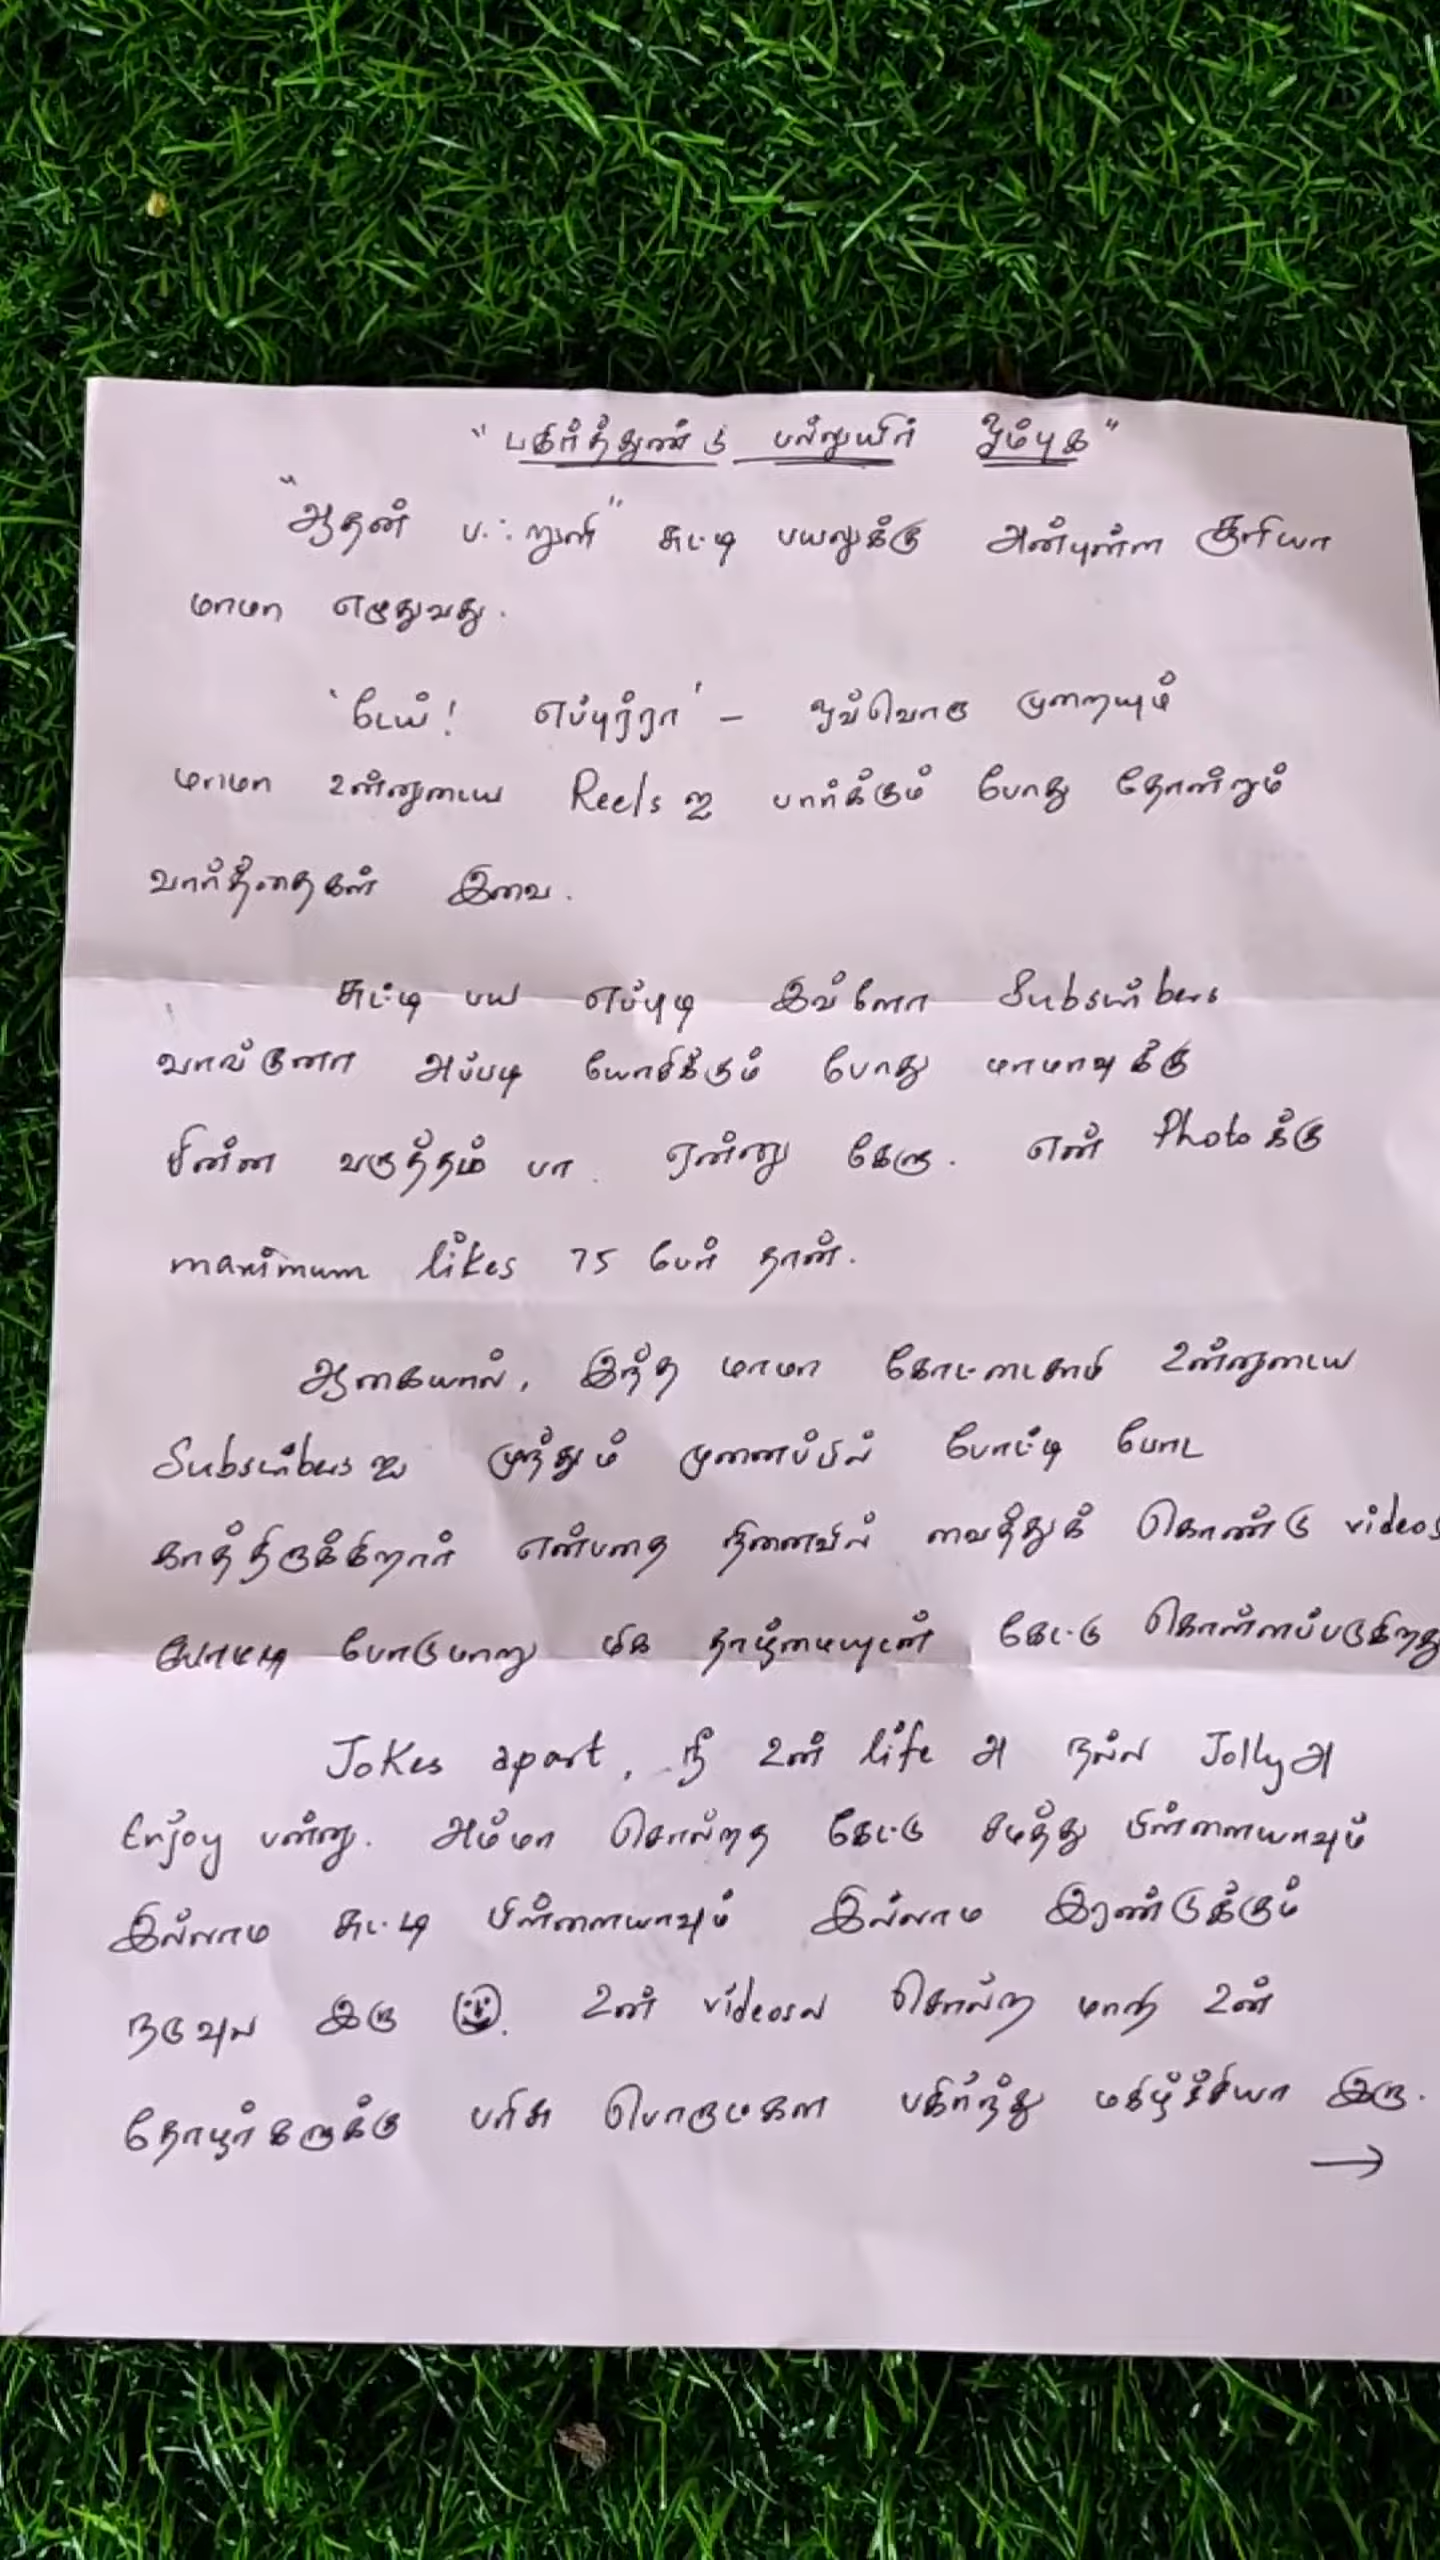 "பகிர்ந்துண்டு பல்லுயிர் ஓம்புக"
"ஆதன் ப∴றுளி" சுட்டி பயலுக்கு அன்புள்ள சூரியா
மாமா எழுதுவது.
'டேய்! எப்புர்ரா' – ஒவ்வொரு முறையும்
மாமா உன்னுடைய Reels ஐ பார்க்கும் போது தோன்றும்
வார்த்தைகள் இவை.
சுட்டி பய எப்புடி இவ்ளோ Subscribers
அப்படி யோசிக்கும் போது மாமாவுக்கு
சின்ன வருத்தம் பா. ஏன்னு கேளு. என் Photo க்கு
maximum likes 75 பேர் தான்.
ஆகையால், இந்த மாமா உன்னுடைய
Subscribers ஐ முந்தும் முனைப்பில் போட்டி போட
காத்திருக்கிறார் என்பதை நினைவில் வைத்துக் கொண்டு videos
போடுமாறு மிக தாழ்மையுடன் கேட்டு கொள்ளப்படுகிறது
Jokes apart, நீ உன் life அ நல்ல Jolly அ
Enjoy பண்ணு. அம்மா சொல்றத கேட்டு சமத்து பிள்ளையாவும்
இல்லாம சுட்டி பிள்ளையாவும் இல்லாம இரண்டுக்கும்
நடுவுல இரு ☺. உன் videosல சொல்ற மாதி உன்
தோழர்களுக்கு பரிசு பொருட்கள பகிர்ந்து மகிழ்ச்சியா இரு.
→